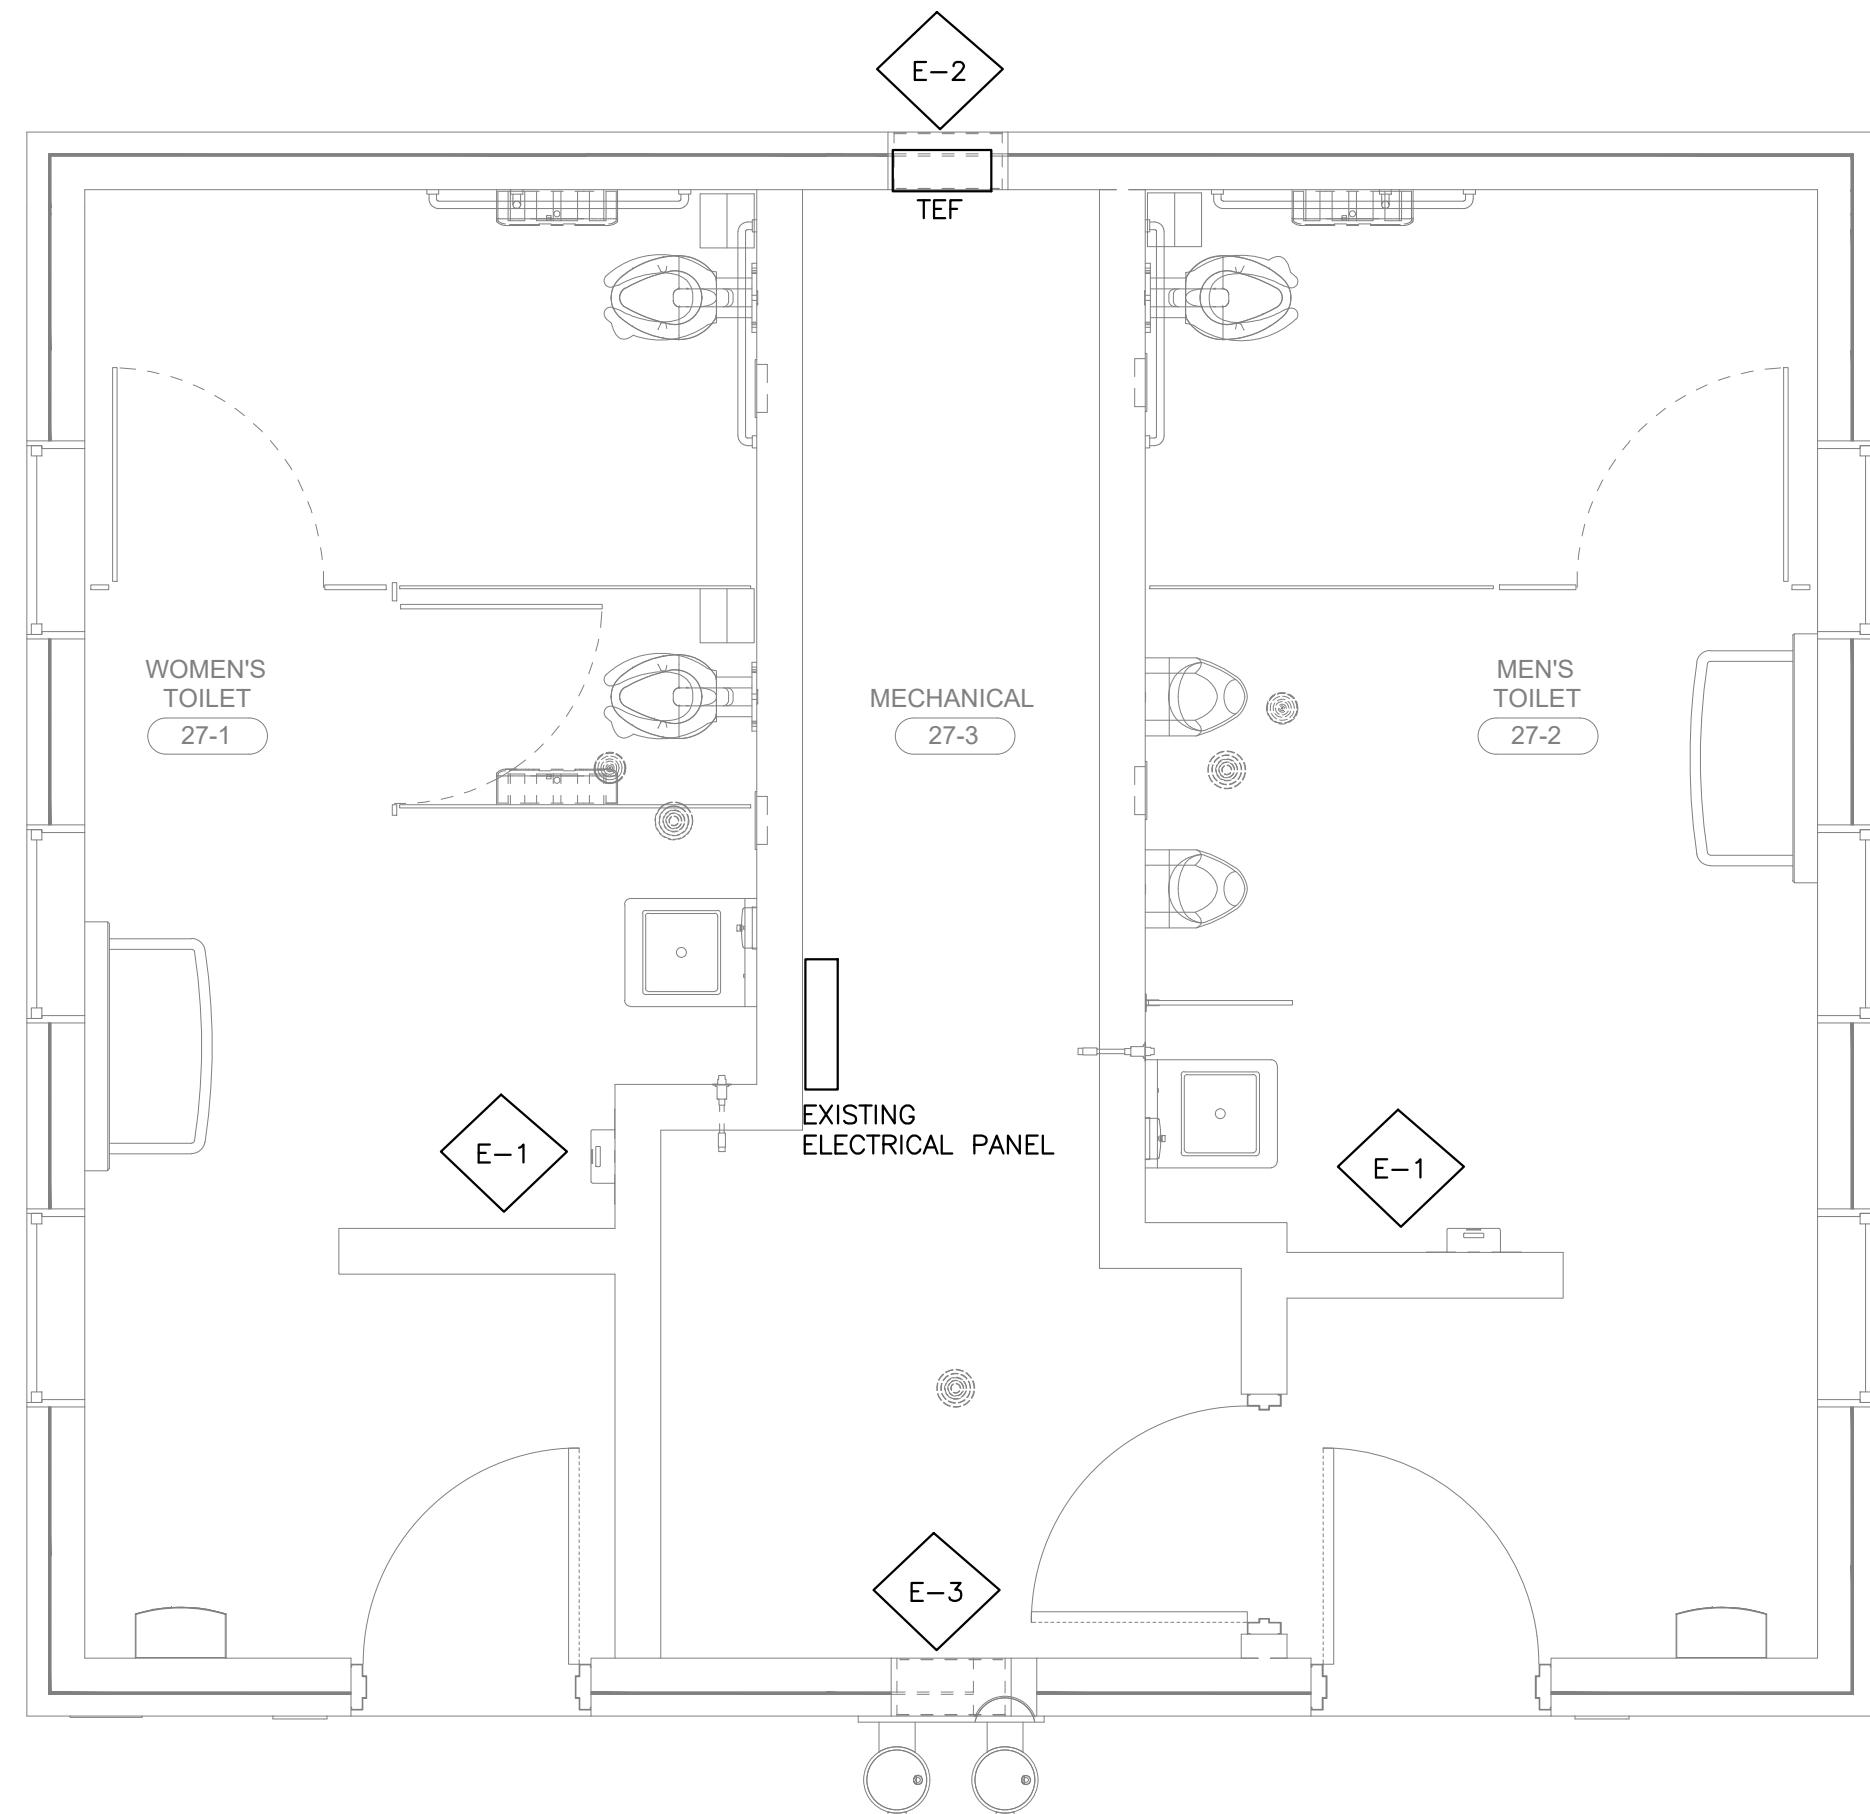 E-2
TEF
WOMEN'S
TOILET
27-1
MECHANICAL
27-3
MEN'S
TOILET
27-2
EXISTING
ELECTRICAL PANEL
E-1
E-1
E-3